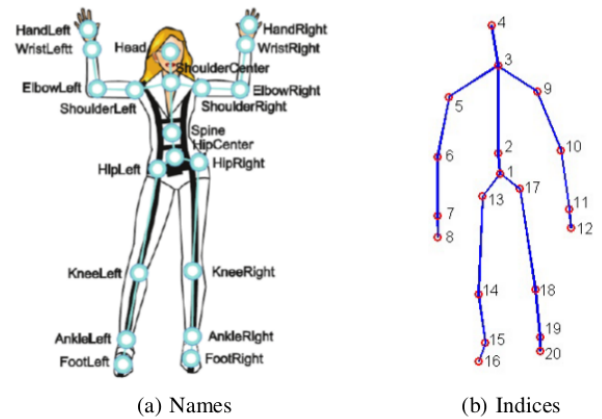 HandLeft
HandRight
WristLeftt
Head
WristRight
ShoulderCenter
ElbowLeft
ElbowRight
ShoulderLeft
ShoulderRight
Spine
HipCenter
HipLeft
HipRight
KneeLeft
KneeRight
AnkleLeft
AnkleRight
FootLeft
FootRight
(a) Names
4
3
5
9
6
2
10
1
13
17
7
11
8
12
14
18
15
19
16
20
(b) Indices